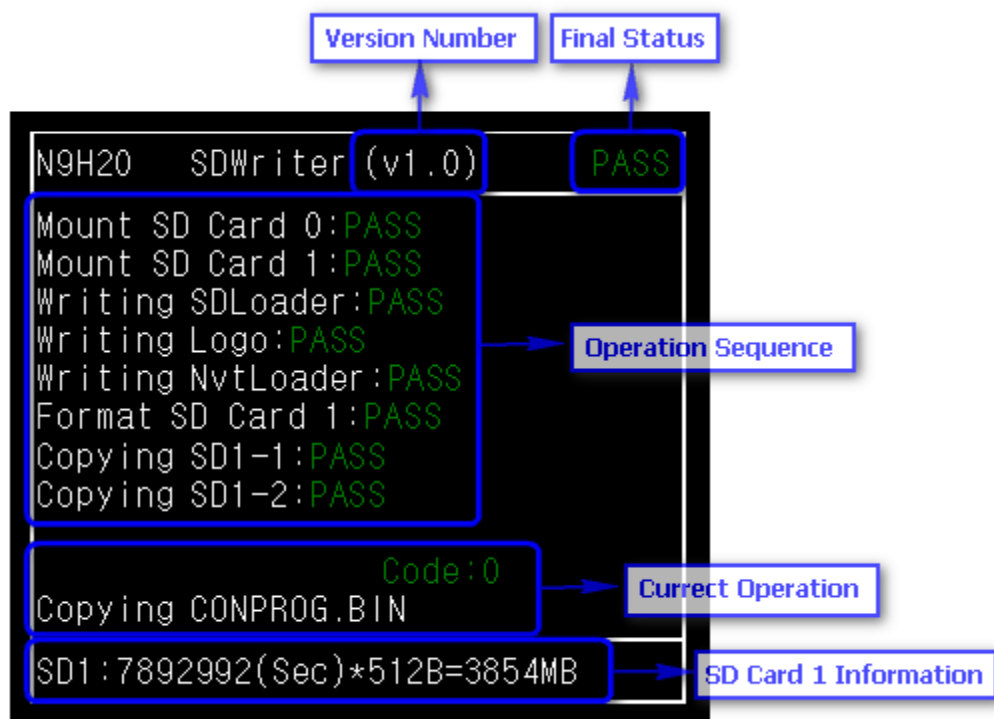 Version Number
Final Status
N9H20 SDWriter (v1.0) PASS
Mount SD Card 0:PASS
Mount SD Card 1:PASS
Writing SDLoader:PASS
Writing Logo:PASS
Writing NvtLoader:PASS
Format SD Card 1:PASS
Copying SD1-1:PASS
Copying SD1-2:PASS
Operation Sequence
Code:0
Copying CONPROG.BIN
Currect Operation
SD1:7892992(Sec)*512B=3854MB
SD Card 1 Information